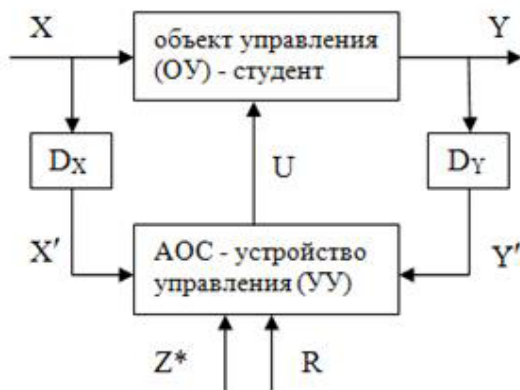 X
объект управления
(ОУ) - студент
Y
DX
U
DY
X′
АОС - устройство
управления (УУ)
Y′
Z*
R